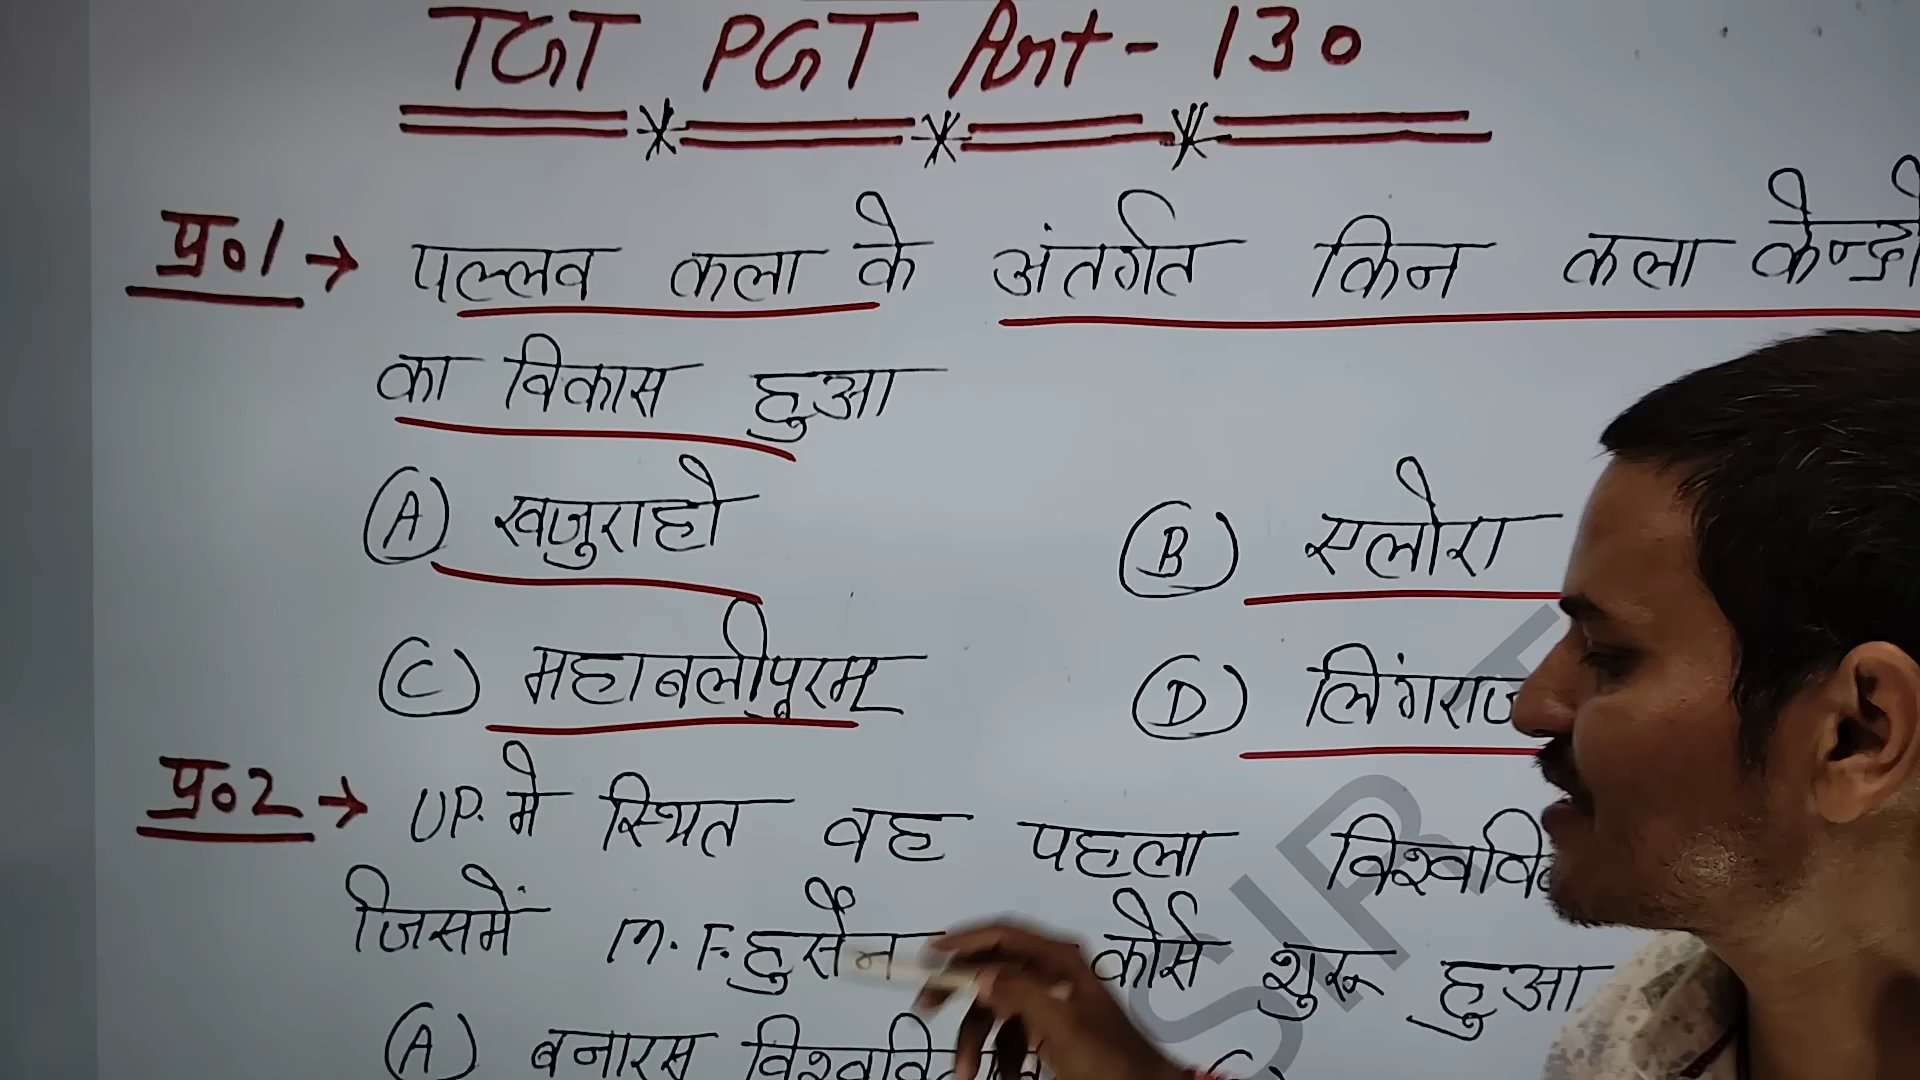 TGT PGT Art - 130
प्र०1 → पल्लव कला के अंतर्गत किन कला केन्द्रो
का विकास हुआ
(A) खजुराहो (B) एलोरा
(C) महाबलीपूरम् (D) लिंगराज
प्र०2 → UP. मे स्थित वह पहला
जिसमें M.F. हुसैन कोर्स शुरू हुआ
(A) बनारस
SIR